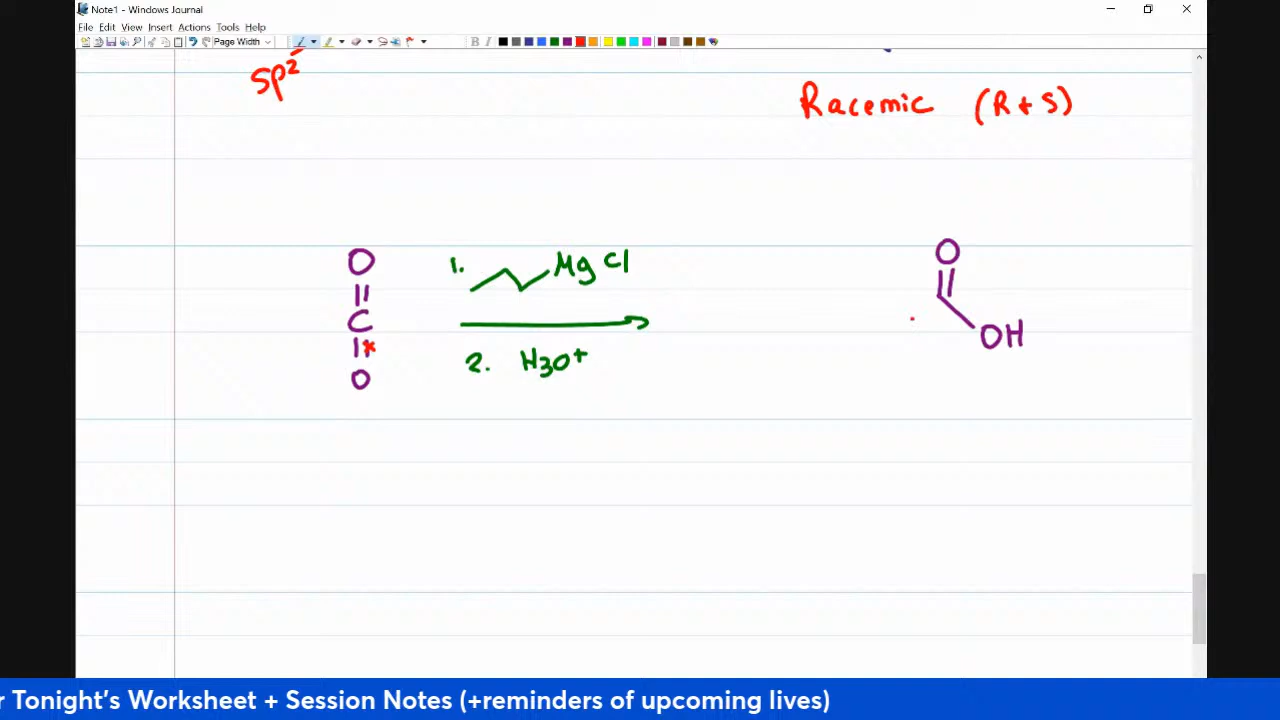 Note1 - Windows Journal
File Edit View Insert Actions Tools Help
Page Width B I
sp²
Racemic (R + S)
O
C
O
1. MgCl
2. H3O+
O
OH
r Tonight's Worksheet + Session Notes (+reminders of upcoming lives)